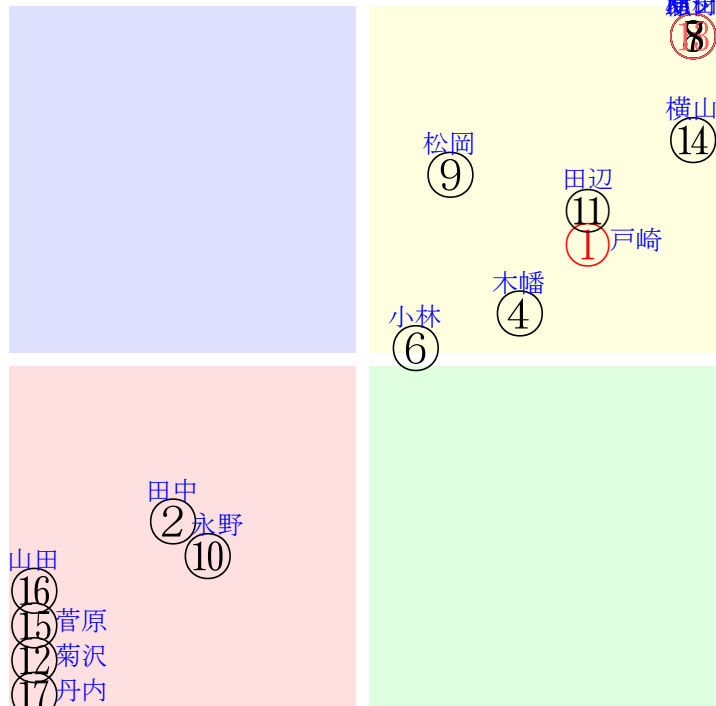 横山
⑭
松岡
⑨
田辺
⑪
①
戸崎
木幡
④
小林
⑥
田中
②
永野
⑩
山田
⑯
⑮
菅原
⑫
菊沢
⑰
丹内